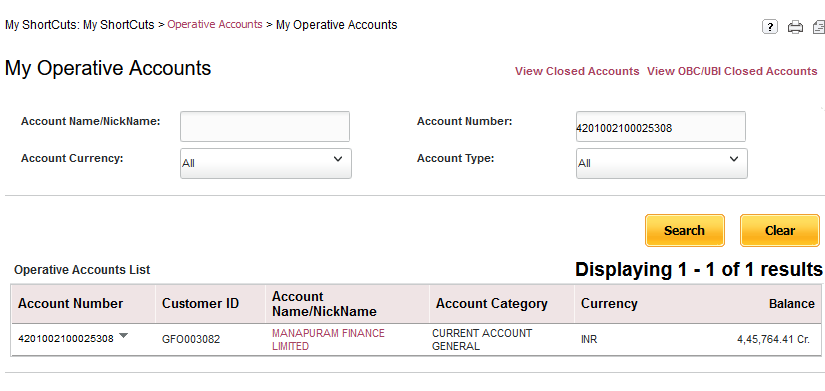 My ShortCuts: My ShortCuts > Operative Accounts > My Operative Accounts
?
My Operative Accounts
View Closed Accounts View OBC/UBI Closed Accounts
Account Name/NickName:
Account Number: 4201002100025308
Account Currency: All
Account Type: All
Search Clear
Operative Accounts List
Displaying 1 - 1 of 1 results
Account Number Customer ID Account Name/NickName Account Category Currency Balance
4201002100025308 GFO003082 MANAPURAM FINANCE LIMITED CURRENT ACCOUNT GENERAL INR 4,45,764.41 Cr.